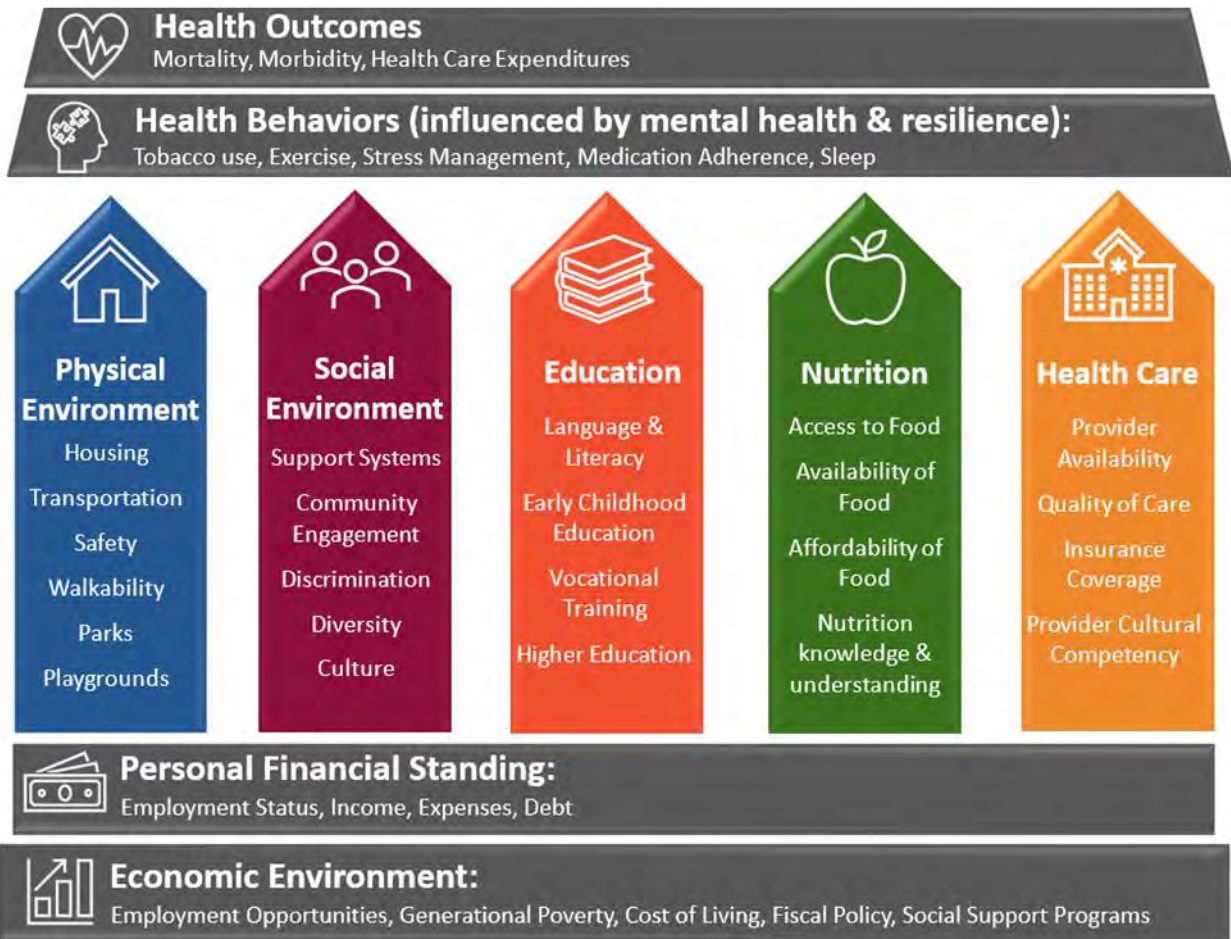 Health Outcomes
Mortality, Morbidity, Health Care Expenditures
Health Behaviors (influenced by mental health & resilience):
Tobacco use, Exercise, Stress Management, Medication Adherence, Sleep
Physical
Environment
Housing
Transportation
Safety
Walkability
Parks
Playgrounds
Social
Environment
Support Systems
Community
Engagement
Discrimination
Diversity
Culture
Education
Language &
Literacy
Early Childhood
Education
Vocational
Training
Higher Education
Nutrition
Access to Food
Availability of
Food
Affordability of
Food
Nutrition
knowledge &
understanding
Health Care
Provider
Availability
Quality of Care
Insurance
Coverage
Provider Cultural
Competency
Personal Financial Standing:
Employment Status, Income, Expenses, Debt
Economic Environment:
Employment Opportunities, Generational Poverty, Cost of Living, Fiscal Policy, Social Support Programs